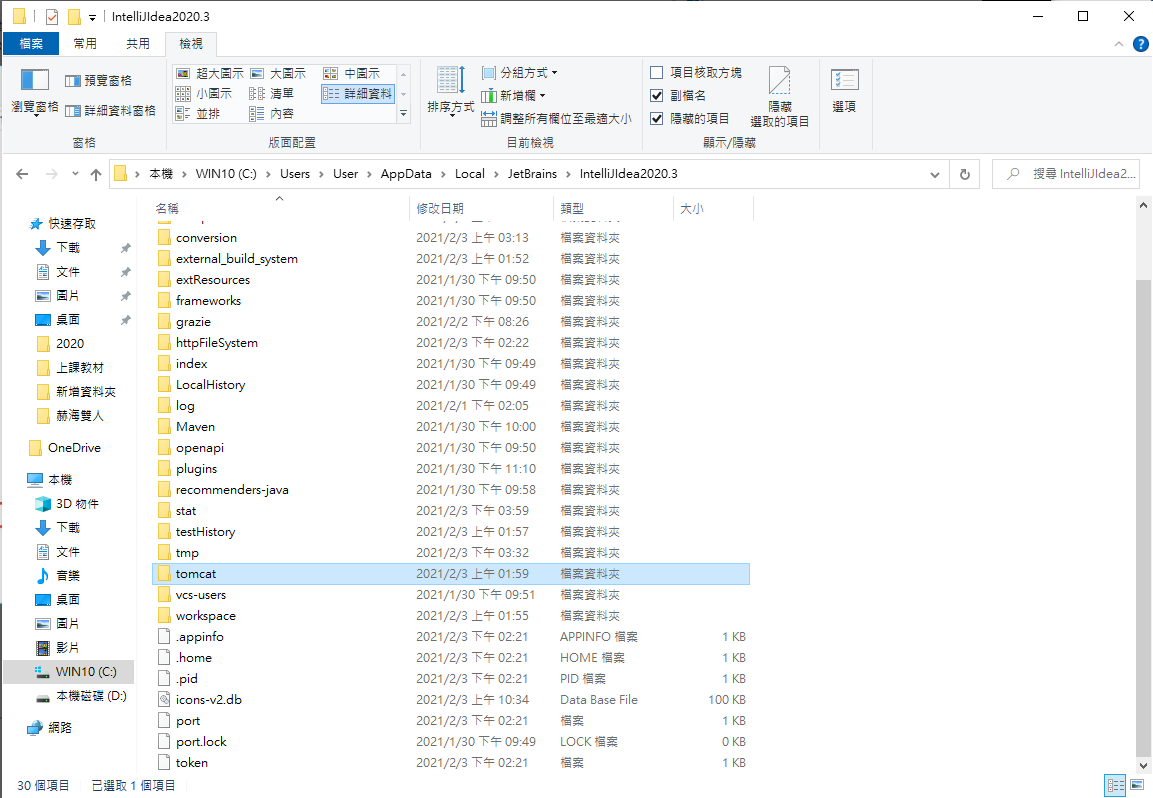 IntelliJIdea2020.3
檔案 常用 共用 檢視
瀏覽窗格 預覽窗格 詳細資料窗格
窗格
超大圖示 大圖示 中圖示
小圖示 清單 詳細資料
並排 內容
版面配置
排序方式
分組方式
新增欄
調整所有欄位至最適大小
目前檢視
項目核取方塊
副檔名
隱藏的項目
隱藏
選取的項目
顯示/隱藏
選項
本機 WIN10 (C:) Users User AppData Local JetBrains IntelliJIdea2020.3
搜尋 IntelliJIdea2...
快速存取
下載
文件
圖片
桌面
2020
上課教材
新增資料夾
赫海雙人
OneDrive
本機
3D 物件
下載
文件
音樂
桌面
圖片
影片
WIN10 (C:)
本機磁碟 (D:)
網路
名稱 修改日期 類型 大小
conversion 2021/2/3 上午 03:13 檔案資料夾
external_build_system 2021/2/3 上午 01:52 檔案資料夾
extResources 2021/1/30 下午 09:50 檔案資料夾
frameworks 2021/1/30 下午 09:50 檔案資料夾
grazie 2021/2/2 下午 08:26 檔案資料夾
httpFileSystem 2021/2/3 下午 02:22 檔案資料夾
index 2021/1/30 下午 09:49 檔案資料夾
LocalHistory 2021/1/30 下午 09:49 檔案資料夾
log 2021/2/1 下午 02:05 檔案資料夾
Maven 2021/1/30 下午 10:00 檔案資料夾
openapi 2021/1/30 下午 09:50 檔案資料夾
plugins 2021/1/30 下午 11:10 檔案資料夾
recommenders-java 2021/1/30 下午 09:58 檔案資料夾
stat 2021/2/3 下午 03:59 檔案資料夾
testHistory 2021/2/3 上午 01:57 檔案資料夾
tmp 2021/2/3 下午 03:32 檔案資料夾
tomcat 2021/2/3 上午 01:59 檔案資料夾
vcs-users 2021/1/30 下午 09:51 檔案資料夾
workspace 2021/2/3 上午 01:55 檔案資料夾
.appinfo 2021/2/3 下午 02:21 APPINFO 檔案 1 KB
.home 2021/2/3 下午 02:21 HOME 檔案 1 KB
.pid 2021/2/3 下午 02:21 PID 檔案 1 KB
icons-v2.db 2021/2/3 上午 10:34 Data Base File 100 KB
port 2021/2/3 下午 02:21 檔案 1 KB
port.lock 2021/1/30 下午 09:49 LOCK 檔案 0 KB
token 2021/2/3 下午 02:21 檔案 1 KB
30 個項目 已選取 1 個項目